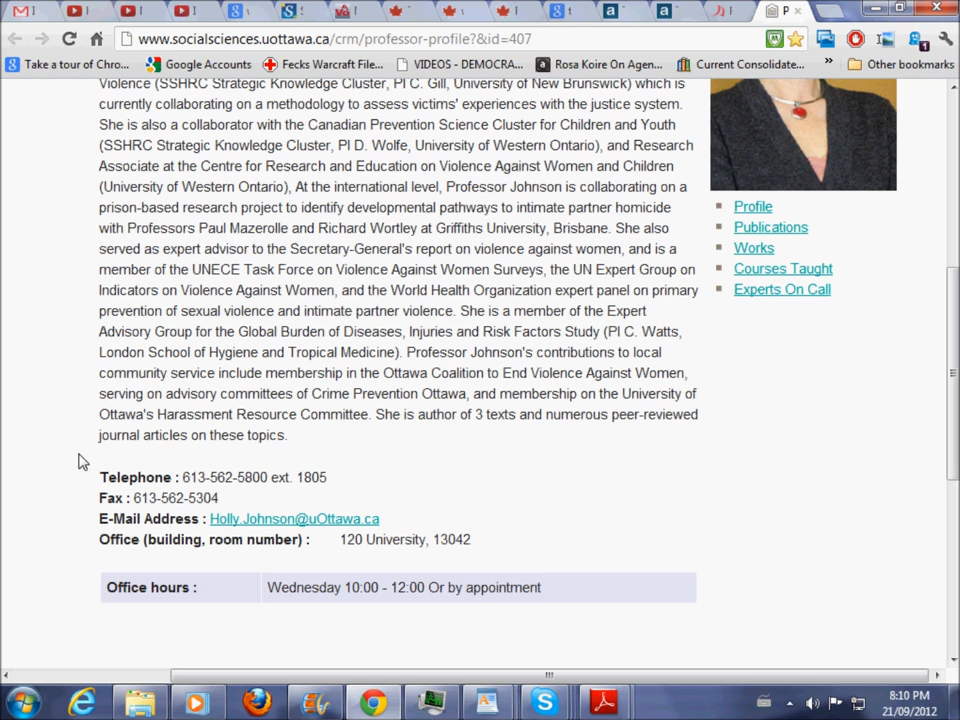 www.socialsciences.uottawa.ca/crm/professor-profile?&id=407
Take a tour of Chro... Google Accounts Fecks Warcraft File... VIDEOS - DEMOCRA... Rosa Koire On Agen... Current Consolidate... » Other bookmarks
Violence (SSHRC Strategic Knowledge Cluster, PI C. Gill, University of New Brunswick) which is
currently collaborating on a methodology to assess victims' experiences with the justice system.
She is also a collaborator with the Canadian Prevention Science Cluster for Children and Youth
(SSHRC Strategic Knowledge Cluster, PI D. Wolfe, University of Western Ontario), and Research
Associate at the Centre for Research and Education on Violence Against Women and Children
(University of Western Ontario), At the international level, Professor Johnson is collaborating on a
prison-based research project to identify developmental pathways to intimate partner homicide
with Professors Paul Mazerolle and Richard Wortley at Griffiths University, Brisbane. She also
served as expert advisor to the Secretary-General's report on violence against women, and is a
member of the UNECE Task Force on Violence Against Women Surveys, the UN Expert Group on
Indicators on Violence Against Women, and the World Health Organization expert panel on primary
prevention of sexual violence and intimate partner violence. She is a member of the Expert
Advisory Group for the Global Burden of Diseases, Injuries and Risk Factors Study (PI C. Watts,
London School of Hygiene and Tropical Medicine). Professor Johnson's contributions to local
community service include membership in the Ottawa Coalition to End Violence Against Women,
serving on advisory committees of Crime Prevention Ottawa, and membership on the University of
Ottawa's Harassment Resource Committee. She is author of 3 texts and numerous peer-reviewed
journal articles on these topics.
Profile
Publications
Works
Courses Taught
Experts On Call
Telephone : 613-562-5800 ext. 1805
Fax : 613-562-5304
E-Mail Address : Holly.Johnson@uOttawa.ca
Office (building, room number) : 120 University, 13042
Office hours : Wednesday 10:00 - 12:00 Or by appointment
8:10 PM
21/09/2012